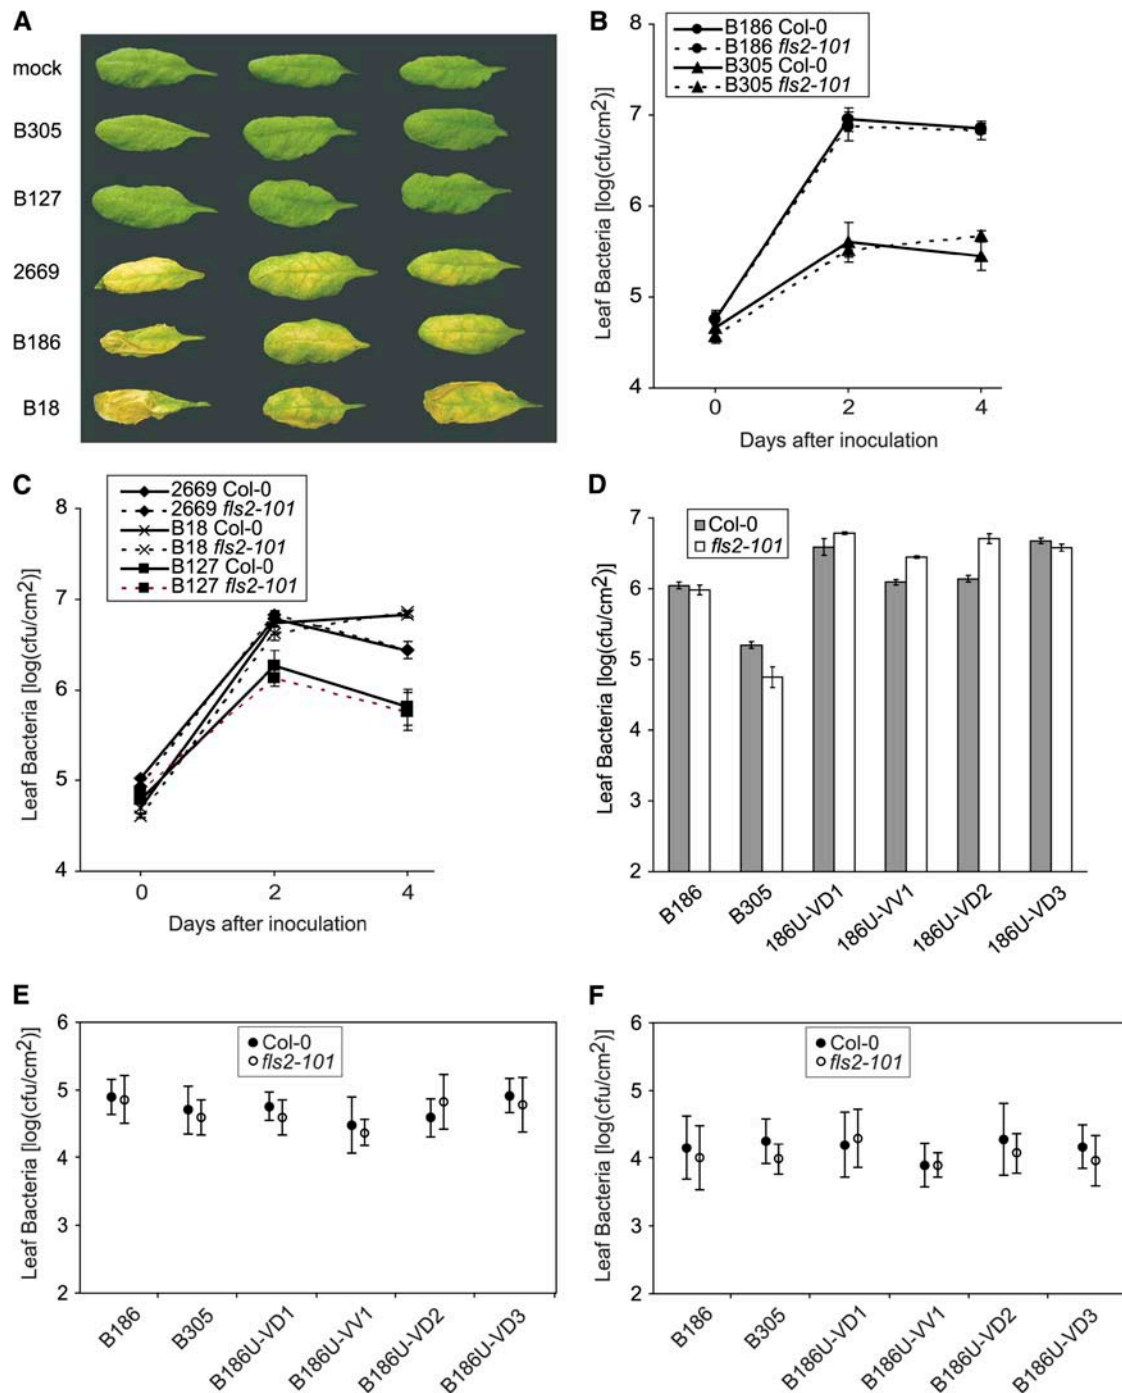 A
mock
B305
B127
2669
B186
B18
B
B186 Col-0
B186 fls2-101
B305 Col-0
B305 fls2-101
Leaf Bacteria [log(cfu/cm²)]
8
7
6
5
4
0 2 4
Days after inoculation
C
2669 Col-0
2669 fls2-101
B18 Col-0
B18 fls2-101
B127 Col-0
B127 fls2-101
Leaf Bacteria [log(cfu/cm²)]
8
7
6
5
4
0 2 4
Days after inoculation
D
Col-0
fls2-101
Leaf Bacteria [log(cfu/cm²)]
7
6
5
4
3
2
B186
B305
186U-VD1
186U-VV1
186U-VD2
186U-VD3
E
Col-0
fls2-101
Leaf Bacteria [log(cfu/cm²)]
6
5
4
3
2
B186
B305
B186U-VD1
B186U-VV1
B186U-VD2
B186U-VD3
F
Col-0
fls2-101
Leaf Bacteria [log(cfu/cm²)]
6
5
4
3
2
B186
B305
B186U-VD1
B186U-VV1
B186U-VD2
B186U-VD3